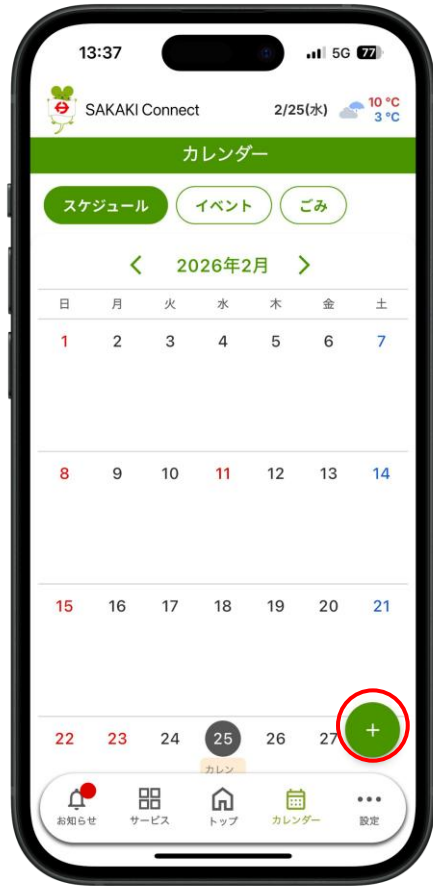 13:37 5G 77
SAKAKI Connect 2/25(水) 10 °C
3 °C
カレンダー
スケジュール イベント ごみ
< 2026年2月 >
日 月 火 水 木 金 土
1 2 3 4 5 6 7
8 9 10 11 12 13 14
15 16 17 18 19 20 21
22 23 24 25 26 27 +
カレン
お知らせ サービス トップ カレンダー 設定